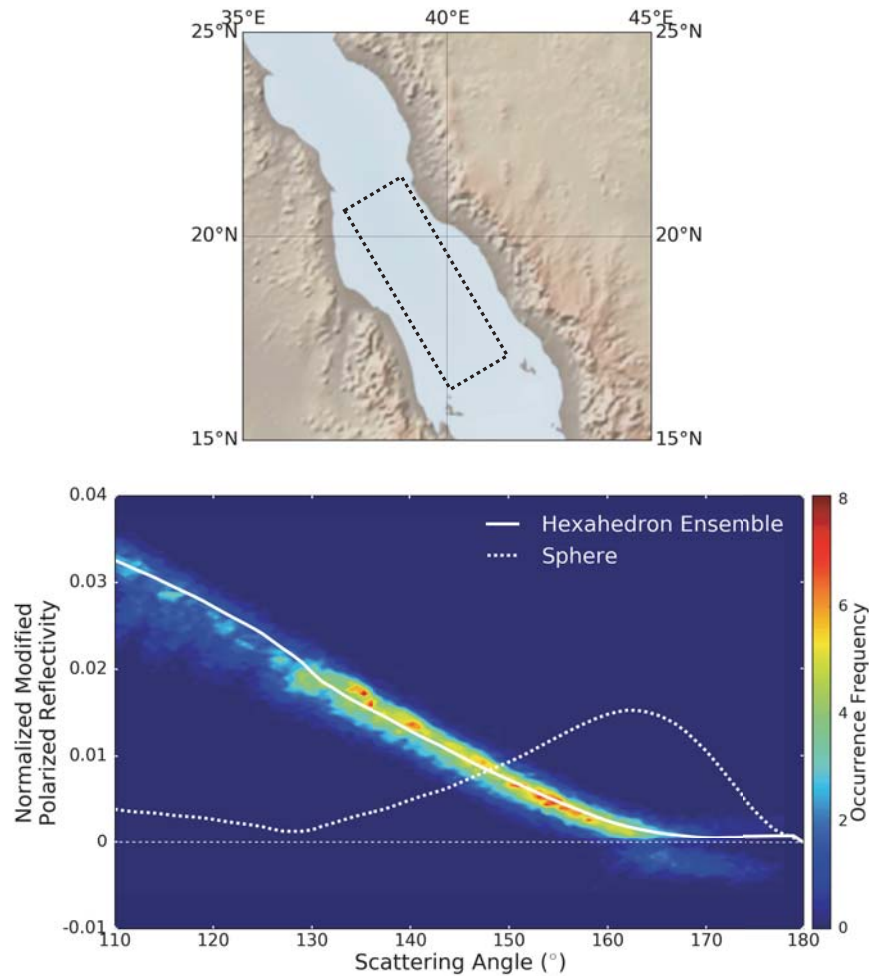 35°E 40°E 45°E
25°N 25°N
20°N 20°N
15°N 15°N
0.04 8
Hexahedron Ensemble
Sphere
0.03
6
0.02
4
0.01
2
0
-0.01 0
110 120 130 140 150 160 170 180
Scattering Angle (°)
Normalized Modified
Polarized Reflectivity
Occurrence Frequency